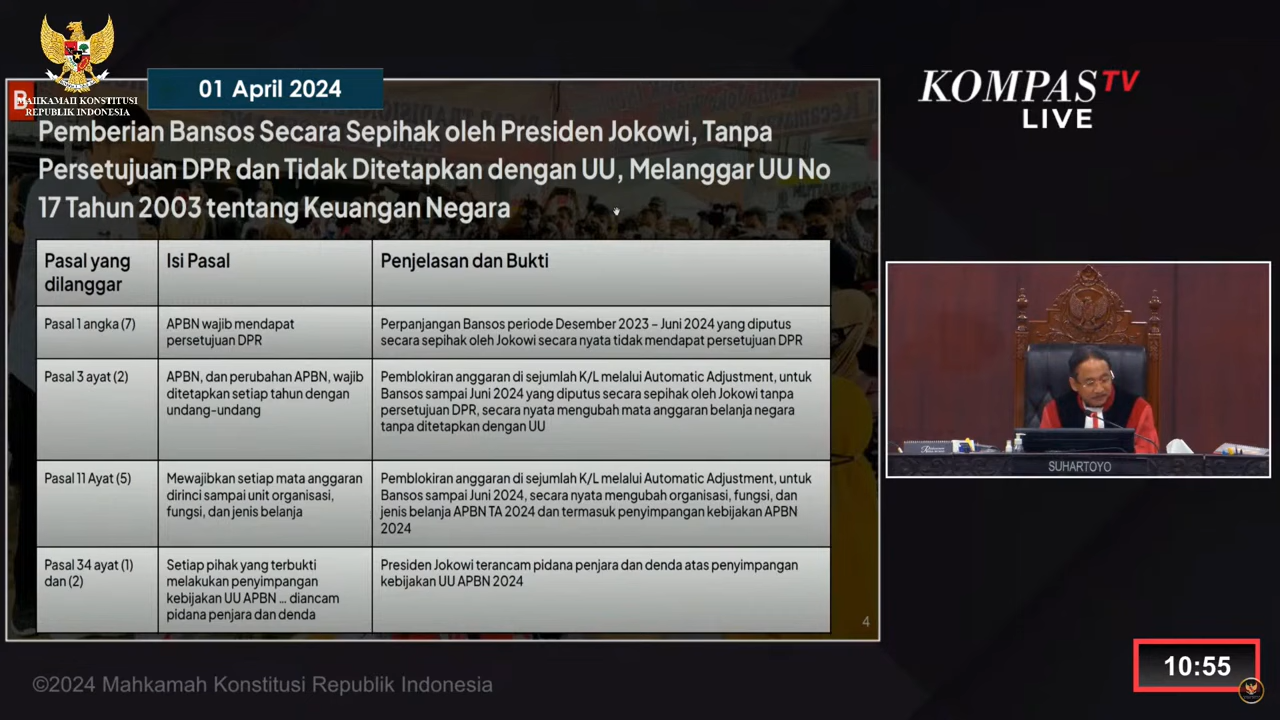 MAHKAMAH KONSTITUSI
REPUBLIK INDONESIA
01 April 2024
KOMPASTV
LIVE
B
Pemberian Bansos Secara Sepihak oleh Presiden Jokowi, Tanpa
Persetujuan DPR dan Tidak Ditetapkan dengan UU, Melanggar UU No
17 Tahun 2003 tentang Keuangan Negara
Pasal yang
dilanggar
Isi Pasal
Penjelasan dan Bukti
Pasal 1 angka (7)
APBN wajib mendapat
persetujuan DPR
Perpanjangan Bansos periode Desember 2023 – Juni 2024 yang diputus
secara sepihak oleh Jokowi secara nyata tidak mendapat persetujuan DPR
Pasal 3 ayat (2)
APBN, dan perubahan APBN, wajib
ditetapkan setiap tahun dengan
undang-undang
Pemblokiran anggaran di sejumlah K/L melalui Automatic Adjustment, untuk
Bansos sampai Juni 2024 yang diputus secara sepihak oleh Jokowi tanpa
persetujuan DPR, secara nyata mengubah mata anggaran belanja negara
tanpa ditetapkan dengan UU
Pasal 11 Ayat (5)
Mewajibkan setiap mata anggaran
dirinci sampai unit organisasi,
fungsi, dan jenis belanja
Pemblokiran anggaran di sejumlah K/L melalui Automatic Adjustment, untuk
Bansos sampai Juni 2024, secara nyata mengubah organisasi, fungsi, dan
jenis belanja APBN TA 2024 dan termasuk penyimpangan kebijakan APBN
2024
Pasal 34 ayat (1)
dan (2)
Setiap pihak yang terbukti
melakukan penyimpangan
kebijakan UU APBN ... diancam
pidana penjara dan denda
Presiden Jokowi terancam pidana penjara dan denda atas penyimpangan
kebijakan UU APBN 2024
4
SUHARTOYO
10:55
©2024 Mahkamah Konstitusi Republik Indonesia